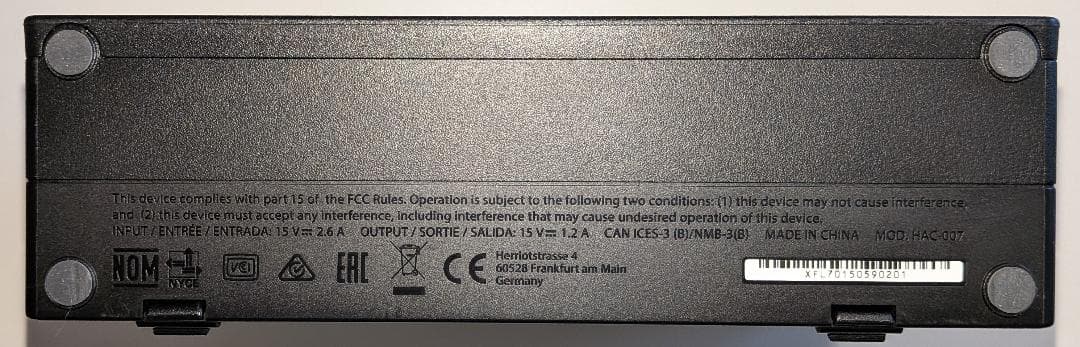 This device complies with part 15 of the FCC Rules. Operation is subject to the following two conditions: (1) this device may not cause interference,
and (2) this device must accept any interference, including interference that may cause undesired operation of this device.
INPUT / ENTRÉE / ENTRADA: 15 V⎓ 2.6 A OUTPUT / SORTIE / SALIDA: 15 V⎓ 1.2 A CAN ICES-3 (B)/NMB-3(B) MADE IN CHINA MOD. HAC-007
NOM NYCE VCI EAC CE
Herriotstrasse 4
60528 Frankfurt am Main
Germany
XFL70150590201